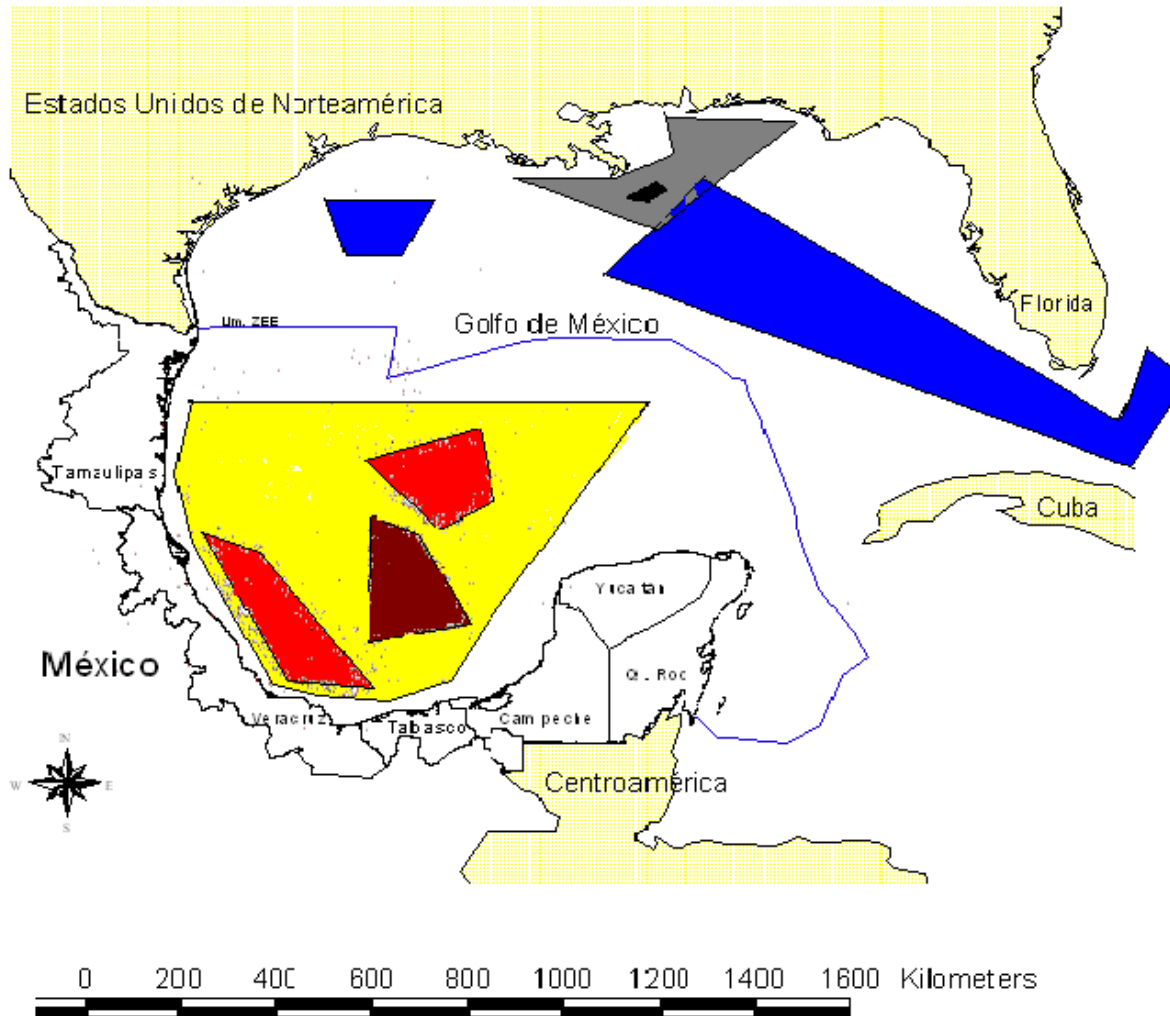 Estados Unidos de Norteamérica
Florida
Lim. ZEE
Golfo de México
Tamaulipas
Cuba
Yucatán
México
Q. Roo
Veracruz
Tabasco
Campeche
N
W E
S
Centroamérica
0 200 400 600 800 1000 1200 1400 1600 Kilometers